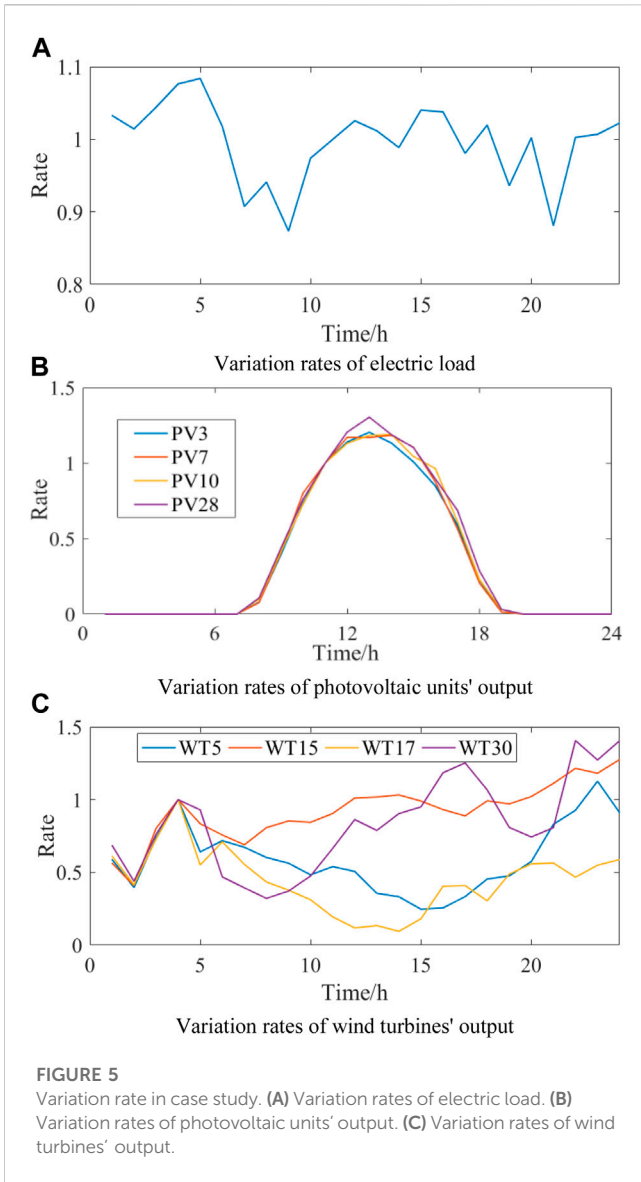 A
1.1
1
0.9
0.8
Rate
0 5 10 15 20
Time/h
Variation rates of electric load
B
1.5
1
0.5
0
Rate
PV3
PV7
PV10
PV28
0 6 12 18 24
Time/h
Variation rates of photovoltaic units' output
C
1.5
1
0.5
0
Rate
WT5 WT15 WT17 WT30
0 5 10 15 20
Time/h
Variation rates of wind turbines' output
FIGURE 5
Variation rate in case study. (A) Variation rates of electric load. (B)
Variation rates of photovoltaic units’ output. (C) Variation rates of wind
turbines’ output.